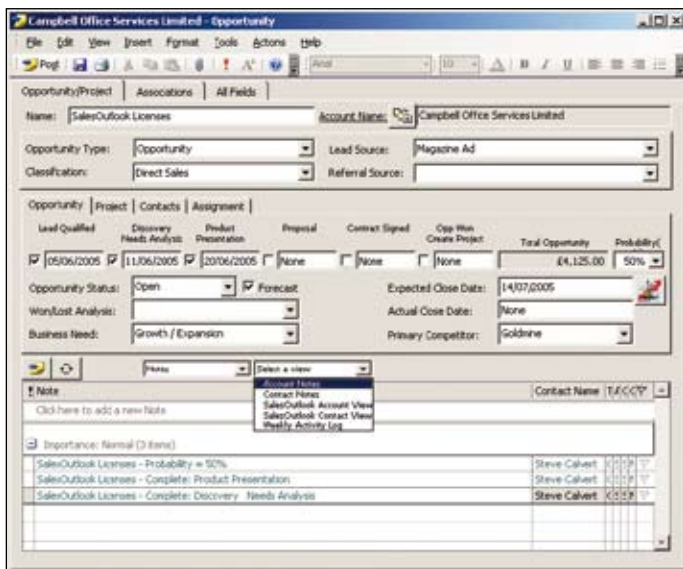 Campbell Office Services Limited - Opportunity
File Edit View Insert Format Tools Actions Help
Post Arial 10 A B I U
Opportunity/Project Associations All Fields
Name: SalesOutlook Licenses Account Name: Campbell Office Services Limited
Opportunity Type: Opportunity Lead Source: Magazine Ad
Classification: Direct Sales Referral Source:
Opportunity Project Contacts Assignment
Lead Qualified Discovery Needs Analysis Product Presentation Proposal Contract Signed Opp Won Create Project Total Opportunity Probability(
05/06/2005 11/06/2005 20/06/2005 None None None £4,125.00 50%
Opportunity Status: Open Forecast Expected Close Date: 14/07/2005
Won/Lost Analysis: Actual Close Date: None
Business Need: Growth / Expansion Primary Competitor: Goldmine
Notes Select a view
Account Notes
Contact Notes
SalesOutlook Account View
SalesOutlook Contact View
Weekly Activity Log
! Note Contact Name
Click here to add a new Note
Importance: Normal (3 items)
SalesOutlook Licenses - Probability = 50% Steve Calvert
SalesOutlook Licenses - Complete: Product Presentation Steve Calvert
SalesOutlook Licenses - Complete: Discovery Needs Analysis Steve Calvert